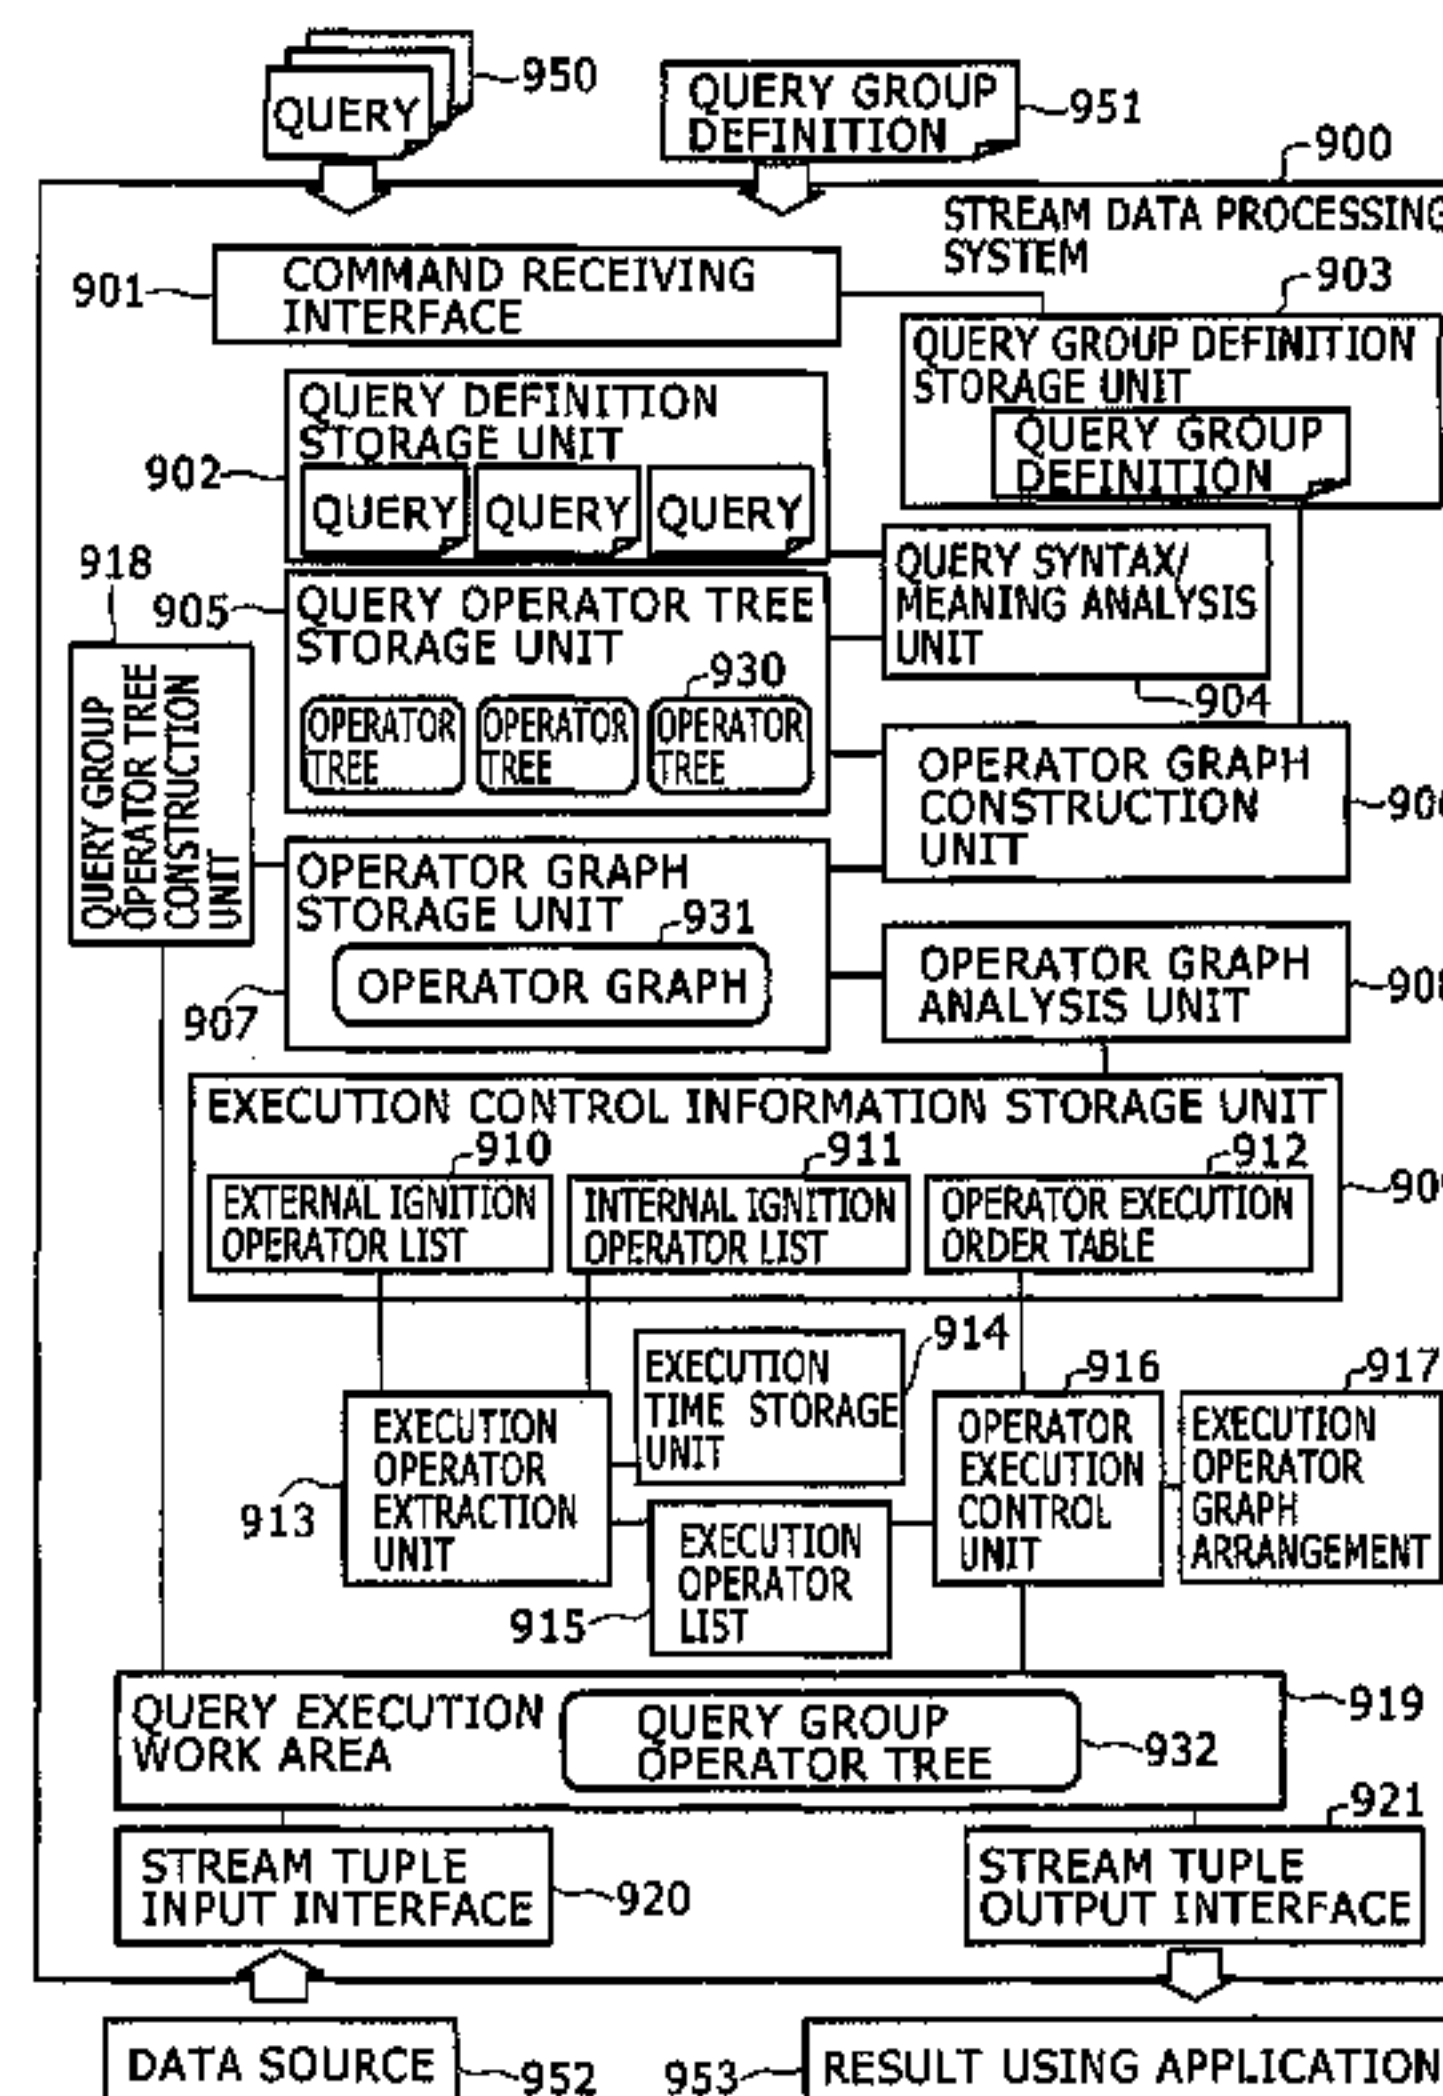 950
QUERY
QUERY GROUP
DEFINITION
951
900
STREAM DATA PROCESSING
SYSTEM
901
COMMAND RECEIVING
INTERFACE
903
QUERY GROUP DEFINITION
STORAGE UNIT
QUERY GROUP
DEFINITION
QUERY DEFINITION
STORAGE UNIT
902
QUERY QUERY QUERY
918
905
QUERY OPERATOR TREE
STORAGE UNIT
930
OPERATOR
TREE
OPERATOR
TREE
OPERATOR
TREE
QUERY SYNTAX/
MEANING ANALYSIS
UNIT
904
QUERY GROUP
OPERATOR TREE
CONSTRUCTION
UNIT
OPERATOR GRAPH
CONSTRUCTION
UNIT
906
OPERATOR GRAPH
STORAGE UNIT
931
OPERATOR GRAPH
907
OPERATOR GRAPH
ANALYSIS UNIT
908
EXECUTION CONTROL INFORMATION STORAGE UNIT
910
911
912
EXTERNAL IGNITION
OPERATOR LIST
INTERNAL IGNITION
OPERATOR LIST
OPERATOR EXECUTION
ORDER TABLE
909
914
EXECUTION
TIME STORAGE
UNIT
916
917
EXECUTION
OPERATOR
EXTRACTION
UNIT
913
OPERATOR
EXECUTION
CONTROL
UNIT
EXECUTION
OPERATOR
GRAPH
ARRANGEMENT
EXECUTION
OPERATOR
LIST
915
QUERY EXECUTION
WORK AREA
QUERY GROUP
OPERATOR TREE
932
919
921
STREAM TUPLE
INPUT INTERFACE
920
STREAM TUPLE
OUTPUT INTERFACE
DATA SOURCE
952
953
RESULT USING APPLICATION